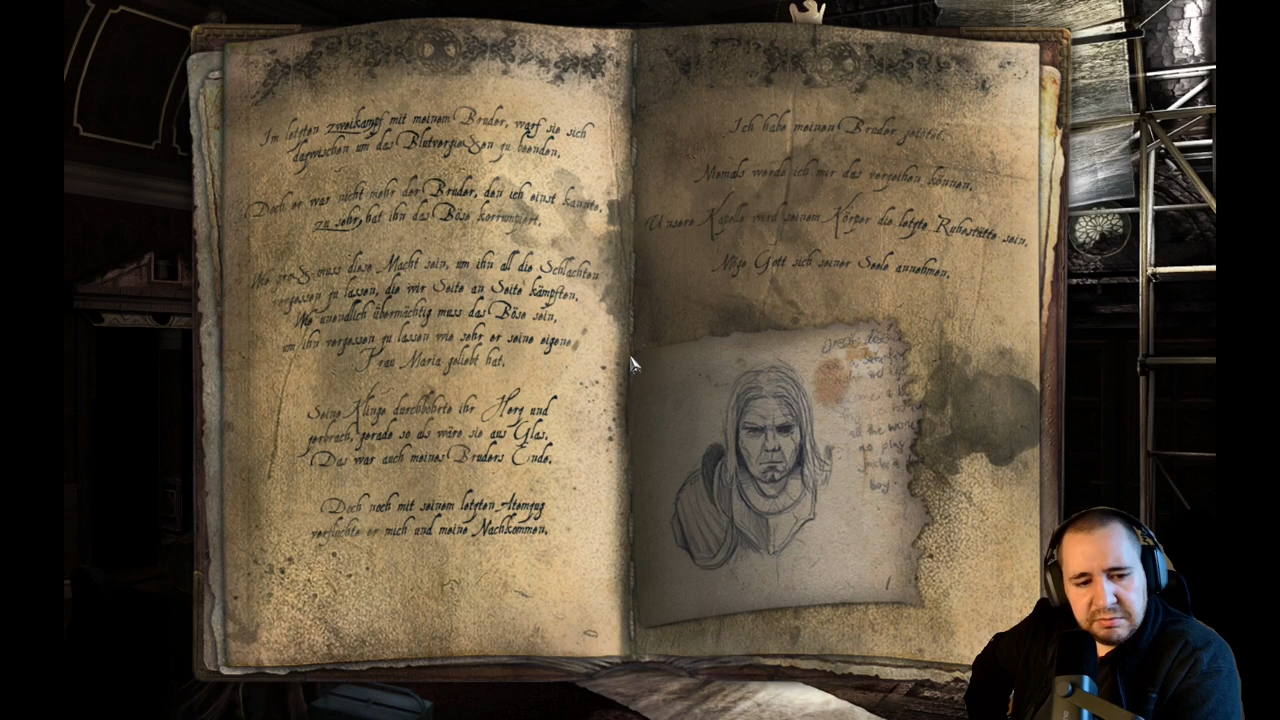 Im letzten zweikampf mit meinem Bruder, warf sie sich
dazwischen um das Blutvergießen zu beenden.
Doch er war nicht mehr der Bruder, den ich einst kannte,
zu sehr hat ihn das Böse korrumpiert.
Wie groß muss diese Macht sein, um ihn all die Schlachten
vergessen zu lassen, die wir Seite an Seite kämpften,
Wie unendlich übermächtig muss das Böse sein,
um ihn vergessen zu lassen wie sehr er seine eigene
Frau Maria geliebt hat.
Seine Klinge durchbohrte ihr Herz und
zerbrach, gerade so als wäre sie aus Glas.
Das war auch meines Bruders Ende.
Doch noch mit seinem letzten Atemzug
verfluchte er mich und meine Nachkommen.
Ich habe meinen Bruder getötet.
Niemals werde ich mir das verzeihen können.
Unsere Kapelle wird seinem Körper die letzte Ruhestätte sein.
Möge Gott sich seiner Seele annehmen.
all the work
no play
boy.